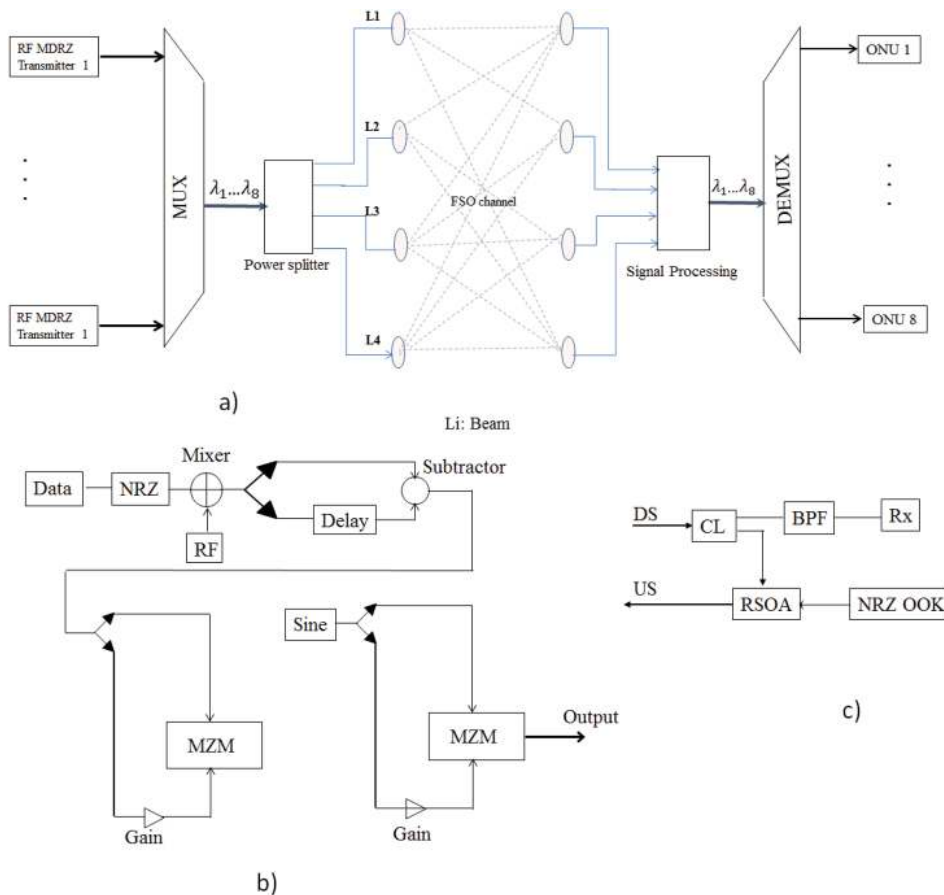 RF MDRZ
Transmitter 1
RF MDRZ
Transmitter 1
MUX
λ₁...λ₈
Power splitter
L1
L2
L3
L4
FSO channel
Signal Processing
λ₁...λ₈
DEMUX
ONU 1
ONU 8
a)
Li: Beam
Data
NRZ
Mixer
RF
Delay
Subtractor
MZM
Gain
Sine
MZM
Gain
Output
b)
DS
CL
BPF
Rx
US
RSOA
NRZ OOK
c)